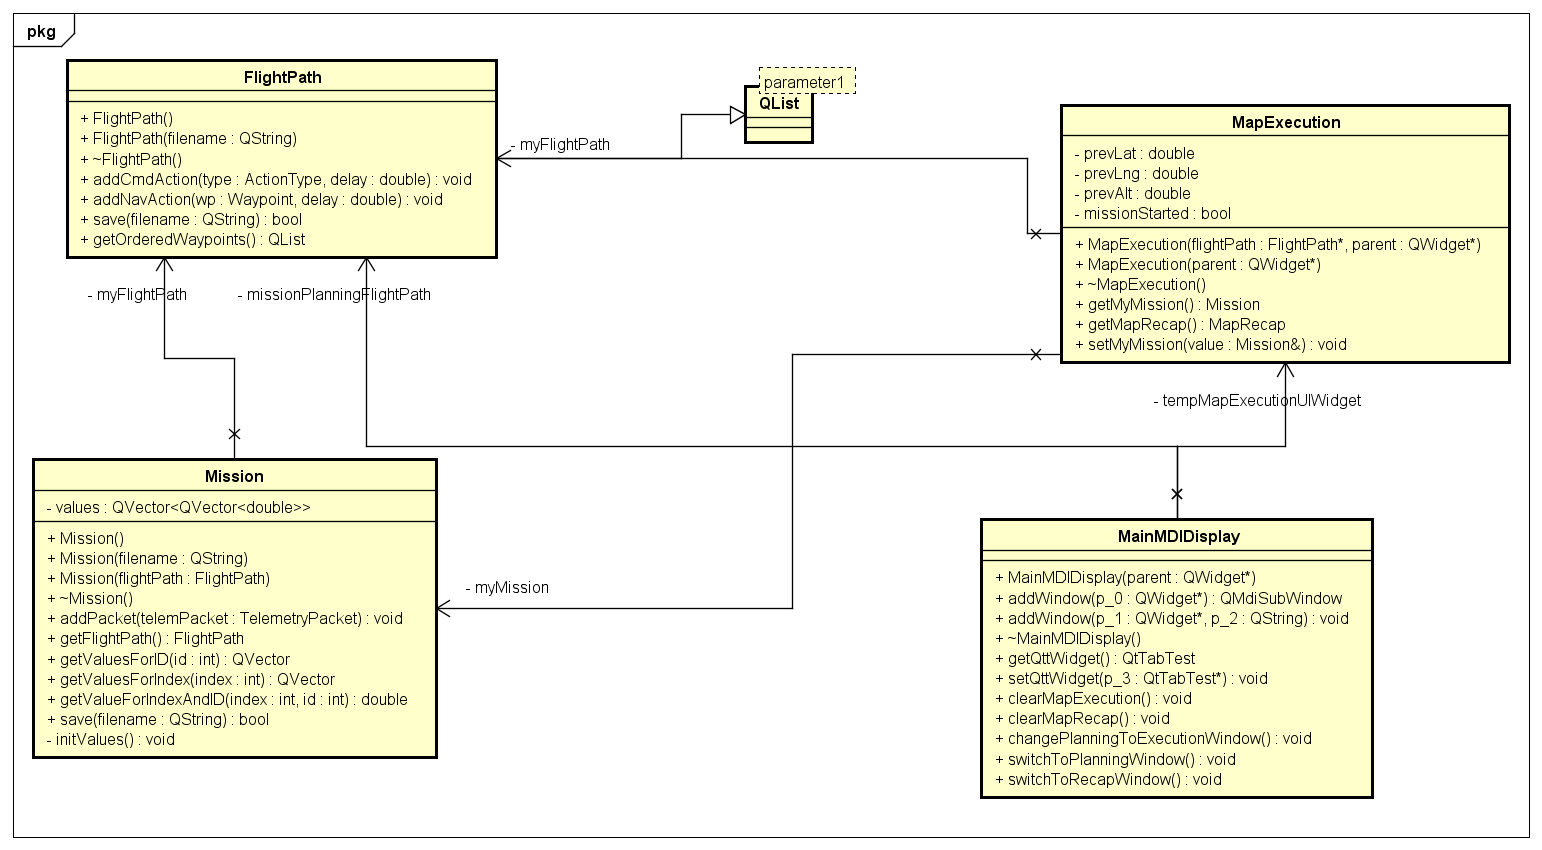 pkg
FlightPath
+ FlightPath()
+ FlightPath(filename : QString)
+ ~FlightPath()
+ addCmdAction(type : ActionType, delay : double) : void
+ addNavAction(wp : Waypoint, delay : double) : void
+ save(filename : QString) : bool
+ getOrderedWaypoints() : QList
parameter1
QList
- myFlightPath
MapExecution
- prevLat : double
- prevLng : double
- prevAlt : double
- missionStarted : bool
+ MapExecution(flightPath : FlightPath*, parent : QWidget*)
+ MapExecution(parent : QWidget*)
+ ~MapExecution()
+ getMyMission() : Mission
+ getMapRecap() : MapRecap
+ setMyMission(value : Mission&) : void
- myFlightPath
- missionPlanningFlightPath
- tempMapExecutionUIWidget
Mission
- values : QVector<QVector<double>>
+ Mission()
+ Mission(filename : QString)
+ Mission(flightPath : FlightPath)
+ ~Mission()
+ addPacket(telemPacket : TelemetryPacket) : void
+ getFlightPath() : FlightPath
+ getValuesForID(id : int) : QVector
+ getValuesForIndex(index : int) : QVector
+ getValueForIndexAndID(index : int, id : int) : double
+ save(filename : QString) : bool
- initValues() : void
- myMission
MainMDIDisplay
+ MainMDIDisplay(parent : QWidget*)
+ addWindow(p_0 : QWidget*) : QMdiSubWindow
+ addWindow(p_1 : QWidget*, p_2 : QString) : void
+ ~MainMDIDisplay()
+ getQttWidget() : QtTabTest
+ setQttWidget(p_3 : QtTabTest*) : void
+ clearMapExecution() : void
+ clearMapRecap() : void
+ changePlanningToExecutionWindow() : void
+ switchToPlanningWindow() : void
+ switchToRecapWindow() : void